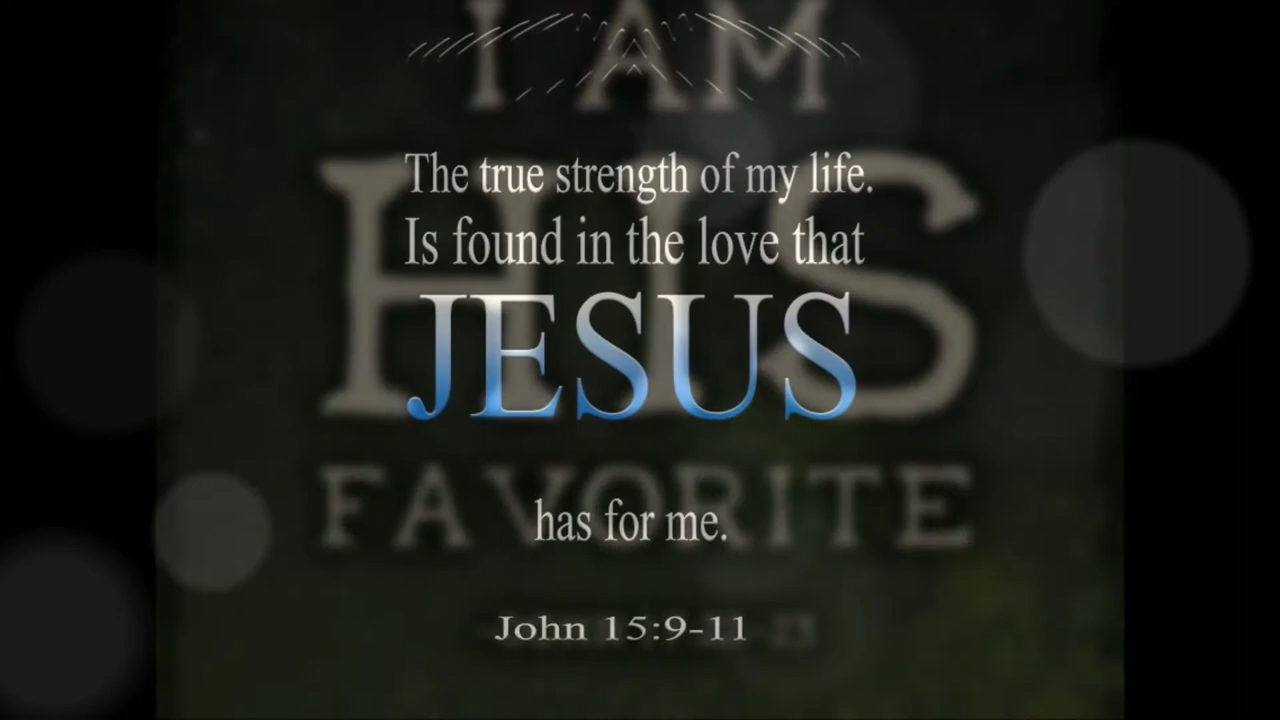 I AM
The true strength of my life.
HIS
Is found in the love that
JESUS
FAVORITE
has for me.
John 15:9-11